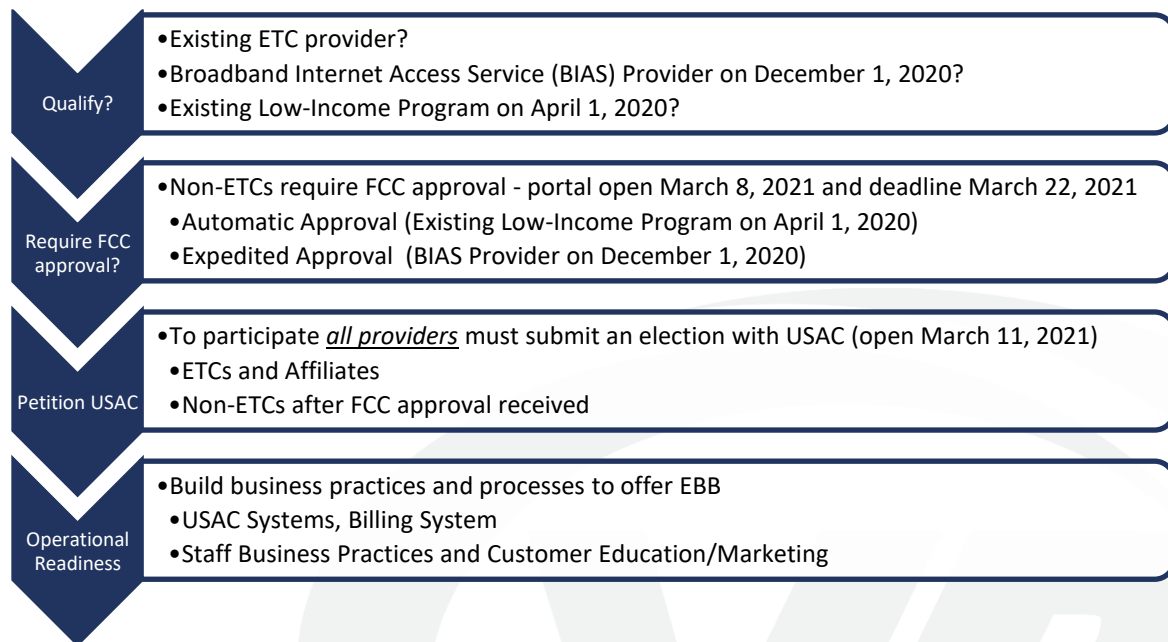 Qualify?
•Existing ETC provider?
•Broadband Internet Access Service (BIAS) Provider on December 1, 2020?
•Existing Low-Income Program on April 1, 2020?
Require FCC
approval?
•Non-ETCs require FCC approval - portal open March 8, 2021 and deadline March 22, 2021
•Automatic Approval (Existing Low-Income Program on April 1, 2020)
•Expedited Approval (BIAS Provider on December 1, 2020)
Petition USAC
•To participate all providers must submit an election with USAC (open March 11, 2021)
•ETCs and Affiliates
•Non-ETCs after FCC approval received
Operational
Readiness
•Build business practices and processes to offer EBB
•USAC Systems, Billing System
•Staff Business Practices and Customer Education/Marketing